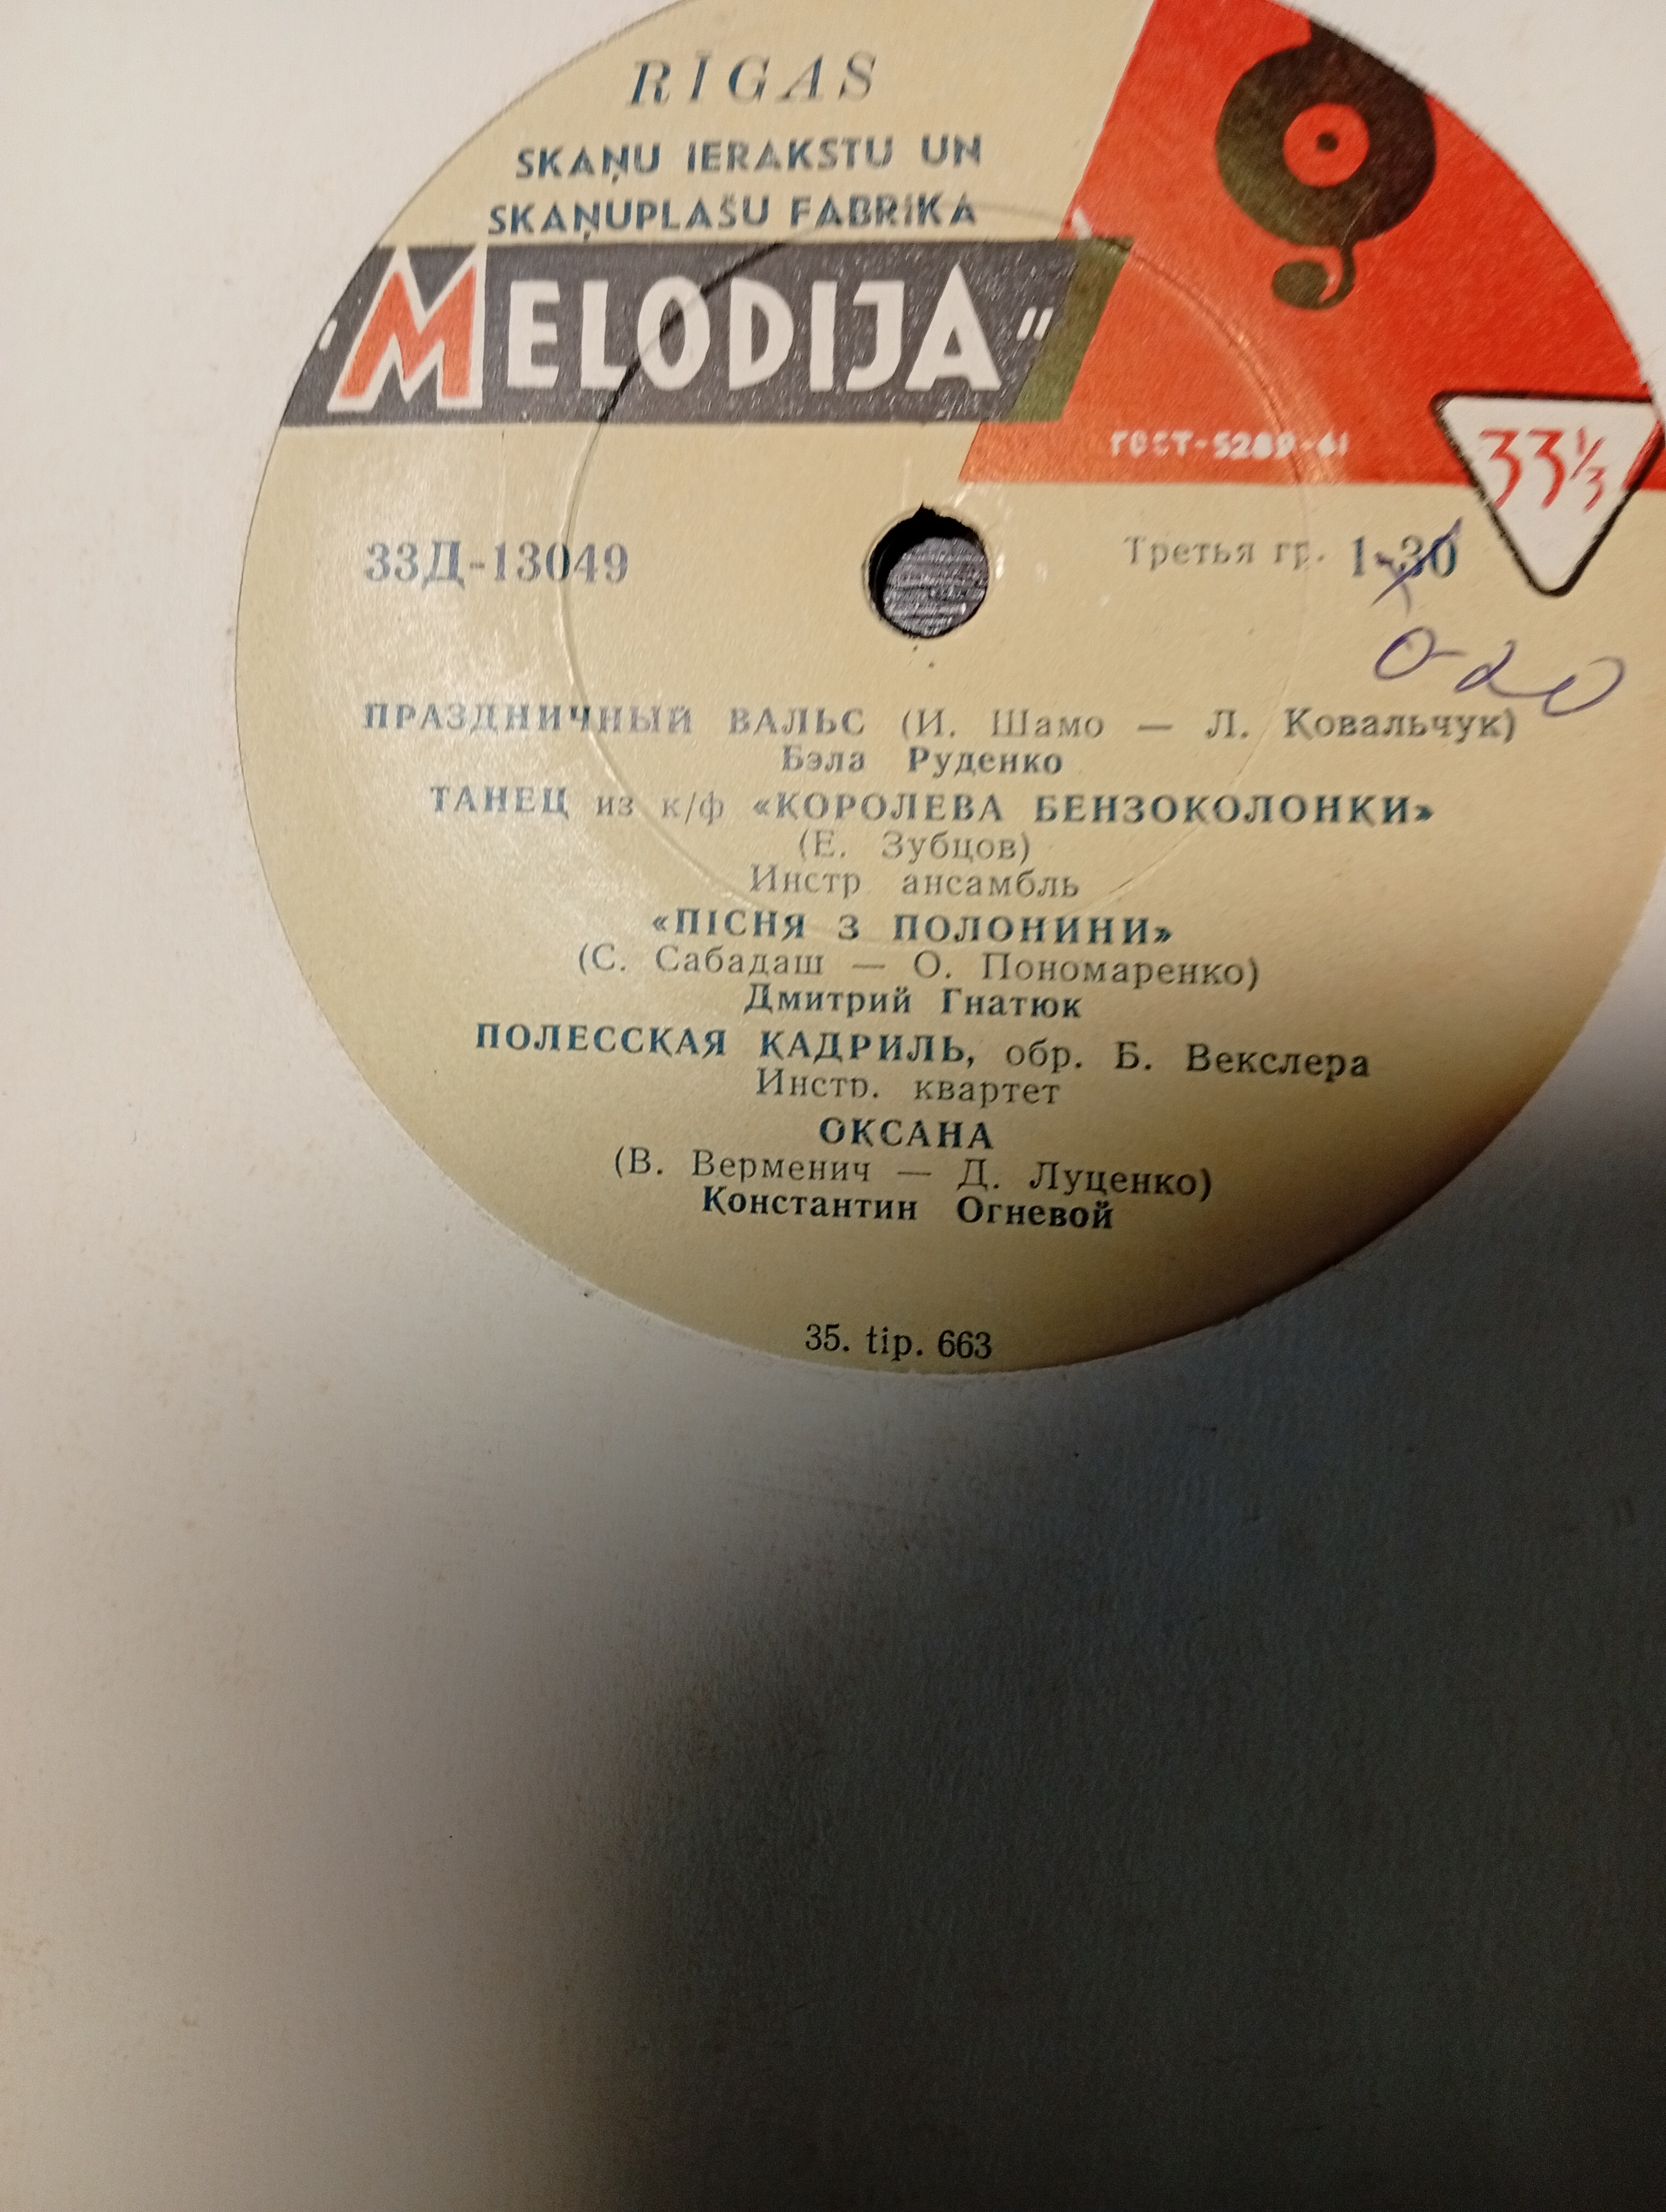 RĪGAS
SKAŅU IERAKSTU UN
SKAŅUPLAŠU FABRIKA
"MELODIJA"
ГОСТ-5289-61
33⅓
33Д-13049
Третья гр. 1-30
0-20
ПРАЗДНИЧНЫЙ ВАЛЬС (И. Шамо — Л. Ковальчук)
Бэла Руденко
ТАНЕЦ из к/ф «КОРОЛЕВА БЕНЗОКОЛОНКИ»
(Е. Зубцов)
Инстр ансамбль
«ПІСНЯ З ПОЛОНИНИ»
(С. Сабадаш — О. Пономаренко)
Дмитрий Гнатюк
ПОЛЕССКАЯ КАДРИЛЬ, обр. Б. Векслера
Инстр. квартет
ОКСАНА
(В. Верменич — Д. Луценко)
Константин Огневой
35. tip. 663